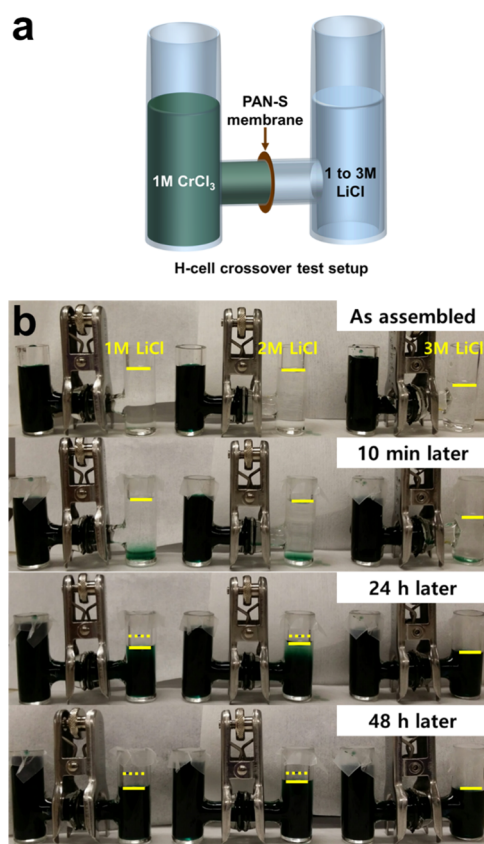 a
PAN-S
membrane
1M CrCl₃
1 to 3M
LiCl
H-cell crossover test setup
b
As assembled
1M LiCl
2M LiCl
3M LiCl
10 min later
24 h later
48 h later